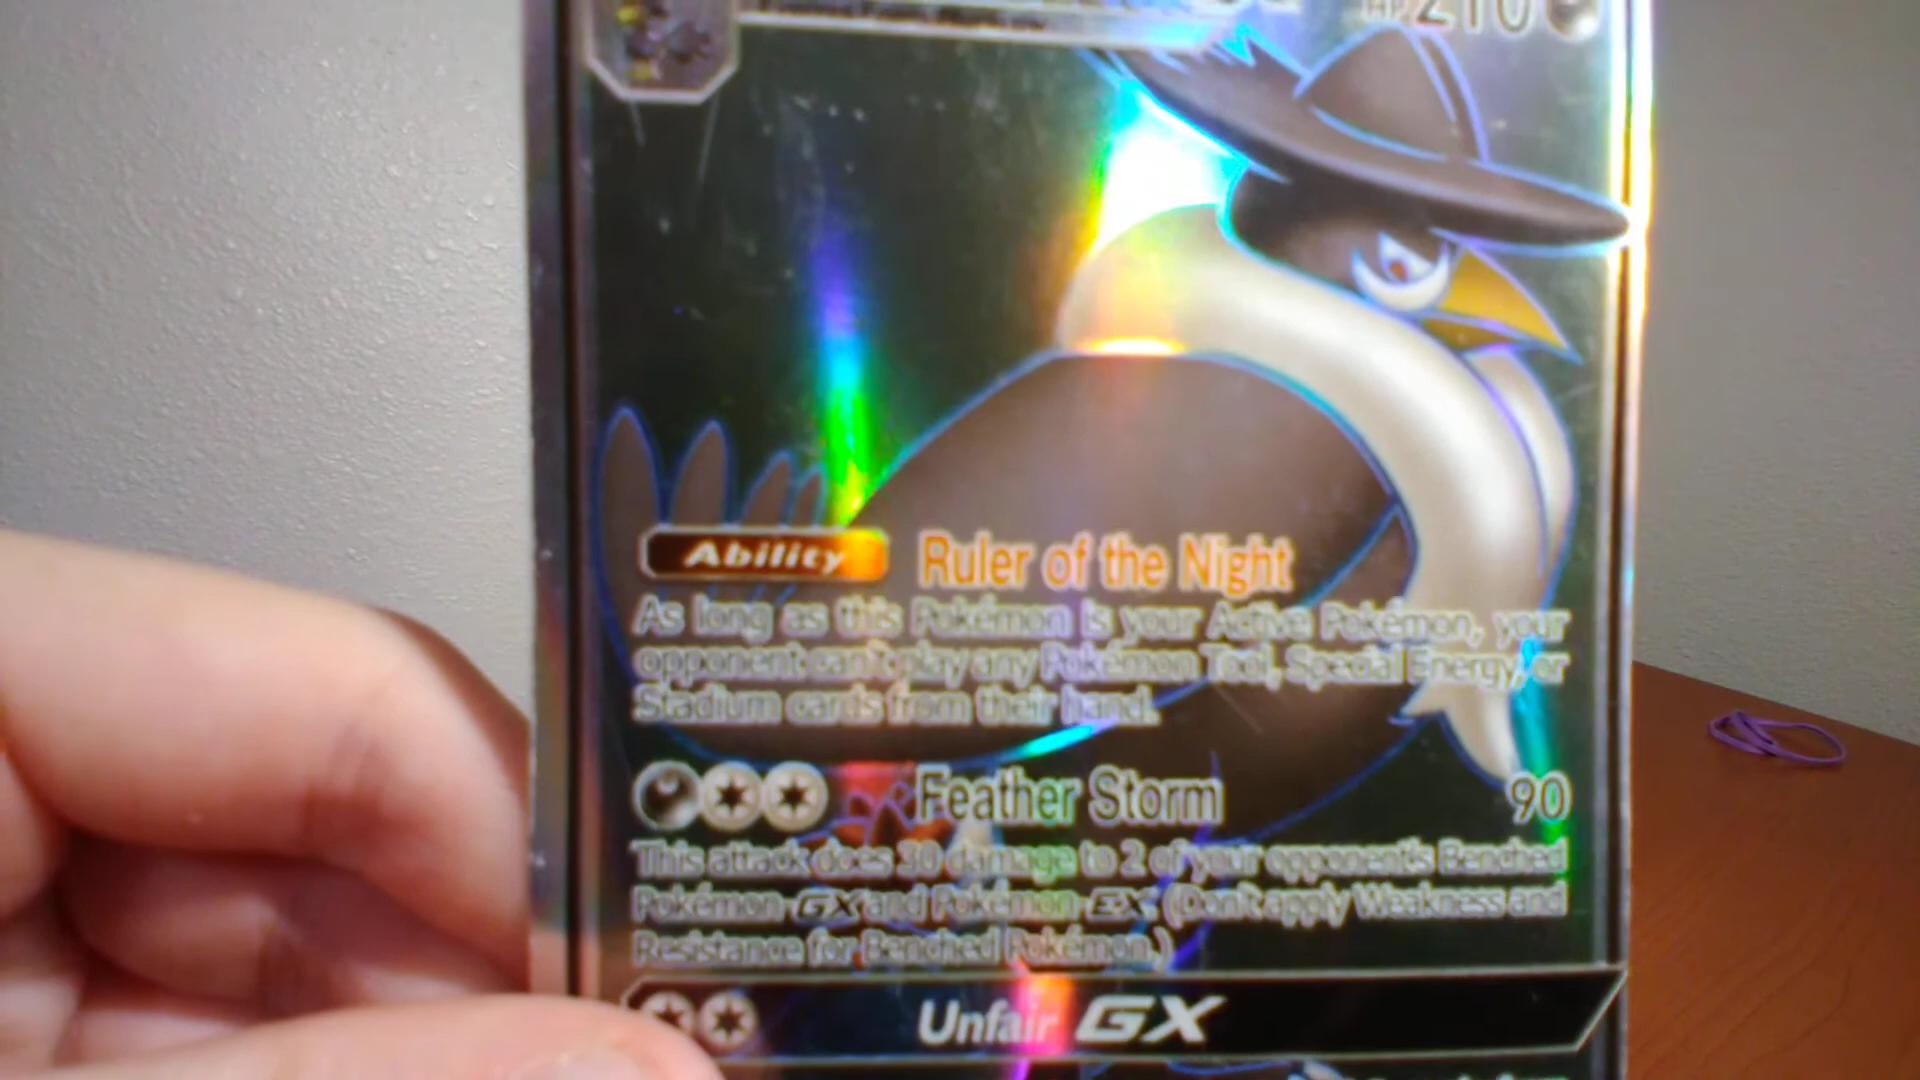 210
Ability Ruler of the Night
As long as this Pokémon is your Active Pokémon, your
opponent can't play any Pokémon Tool, Special Energy, or
Stadium cards from their hand.
Feather Storm 90
This attack does 30 damage to 2 of your opponent's Benched
Pokémon-GX and Pokémon-EX. (Don't apply Weakness and
Resistance for Benched Pokémon.)
Unfair GX